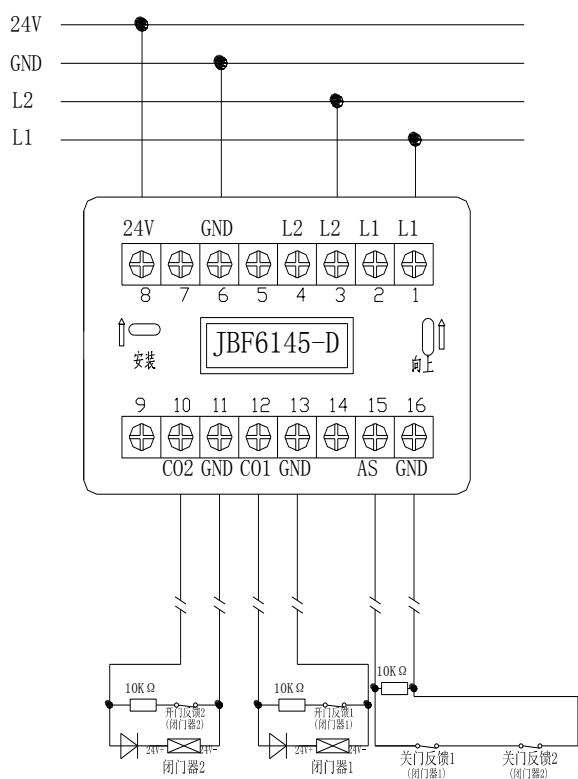 24V
GND
L2
L1
24V GND L2 L2 L1 L1
8 7 6 5 4 3 2 1
JBF6145-D
安装 向上
9 10 11 12 13 14 15 16
CO2 GND CO1 GND AS GND
10KΩ 10KΩ 10KΩ
开门反馈2 开门反馈1
(闭门器2) (闭门器1)
24V+ 24V- 24V+ 24V-
闭门器2 闭门器1
关门反馈1 关门反馈2
(闭门器1) (闭门器2)